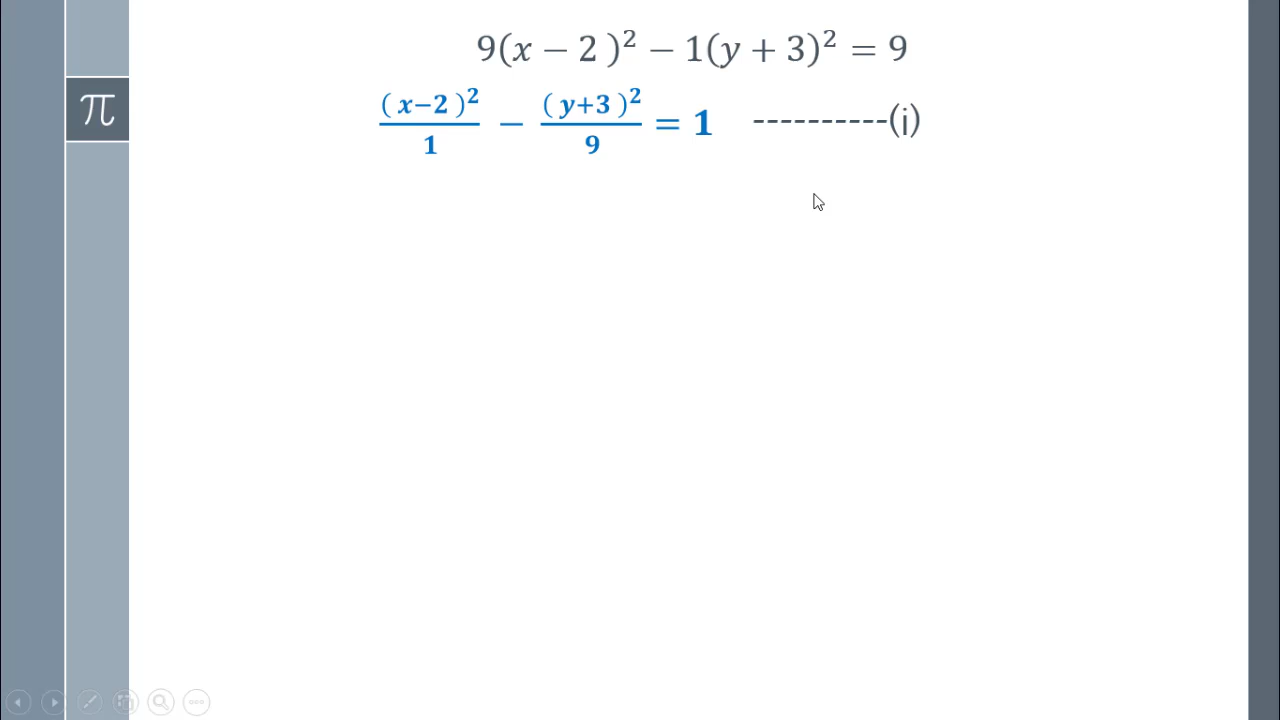 π
9(x − 2 )² − 1(y + 3)² = 9
( x−2 )²/1 − ( y+3 )²/9 = 1 ----------(i)